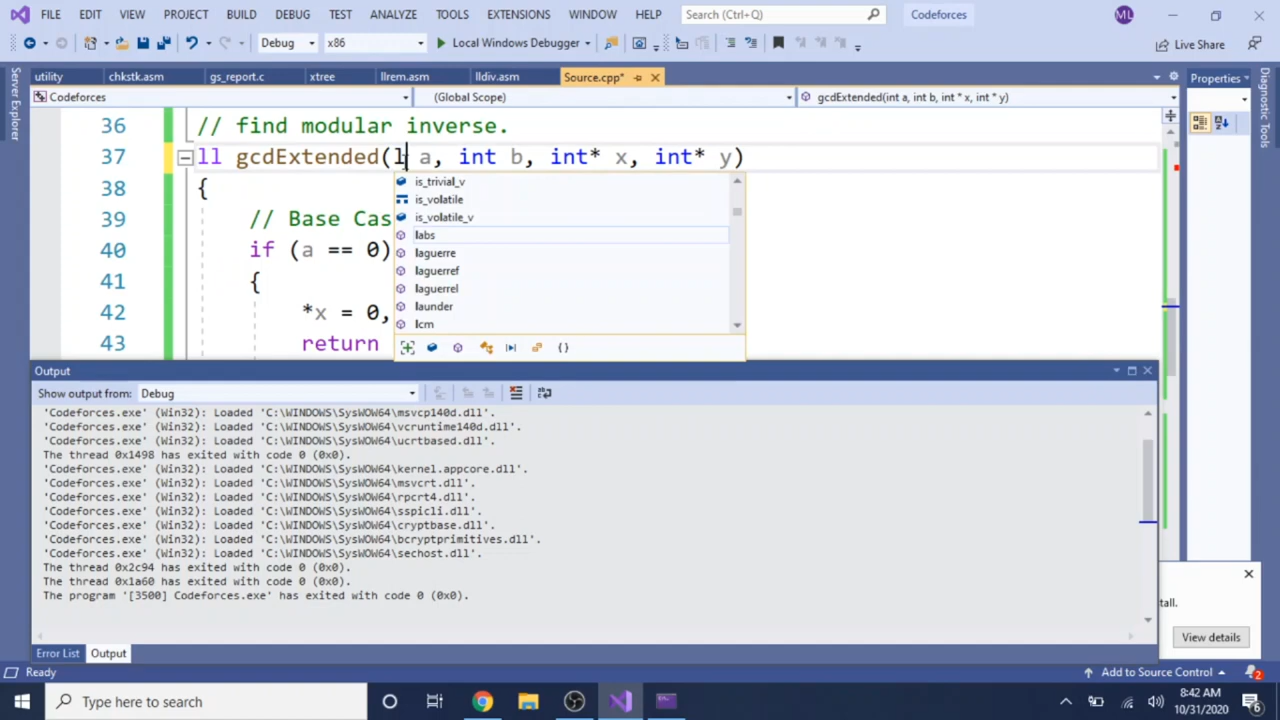 FILE EDIT VIEW PROJECT BUILD DEBUG TEST ANALYZE TOOLS EXTENSIONS WINDOW HELP Search (Ctrl+Q) Codeforces ML
Debug x86 Local Windows Debugger Live Share
utility chkstk.asm gs_report.c xtree llrem.asm lldiv.asm Source.cpp*
Codeforces (Global Scope) gcdExtended(int a, int b, int * x, int * y)
Server Explorer
Properties
Diagnostic Tools
36 // find modular inverse.
37 ll gcdExtended(l a, int b, int* x, int* y)
38 {
39 // Base Cas
40 if (a == 0)
41 {
42 *x = 0,
43 return
is_trivial_v
is_volatile
is_volatile_v
labs
laguerre
laguerref
laguerrel
launder
lcm
Output
Show output from: Debug
'Codeforces.exe' (Win32): Loaded 'C:\WINDOWS\SysWOW64\msvcp140d.dll'.
'Codeforces.exe' (Win32): Loaded 'C:\WINDOWS\SysWOW64\vcruntime140d.dll'.
'Codeforces.exe' (Win32): Loaded 'C:\WINDOWS\SysWOW64\ucrtbased.dll'.
The thread 0x1498 has exited with code 0 (0x0).
'Codeforces.exe' (Win32): Loaded 'C:\WINDOWS\SysWOW64\kernel.appcore.dll'.
'Codeforces.exe' (Win32): Loaded 'C:\WINDOWS\SysWOW64\msvcrt.dll'.
'Codeforces.exe' (Win32): Loaded 'C:\WINDOWS\SysWOW64\rpcrt4.dll'.
'Codeforces.exe' (Win32): Loaded 'C:\WINDOWS\SysWOW64\sspicli.dll'.
'Codeforces.exe' (Win32): Loaded 'C:\WINDOWS\SysWOW64\cryptbase.dll'.
'Codeforces.exe' (Win32): Loaded 'C:\WINDOWS\SysWOW64\bcryptprimitives.dll'.
'Codeforces.exe' (Win32): Loaded 'C:\WINDOWS\SysWOW64\sechost.dll'.
The thread 0x2c94 has exited with code 0 (0x0).
The thread 0x1a60 has exited with code 0 (0x0).
The program '[3500] Codeforces.exe' has exited with code 0 (0x0).
tall.
View details
Error List Output
Ready Add to Source Control 2
Type here to search
8:42 AM
10/31/2020 6